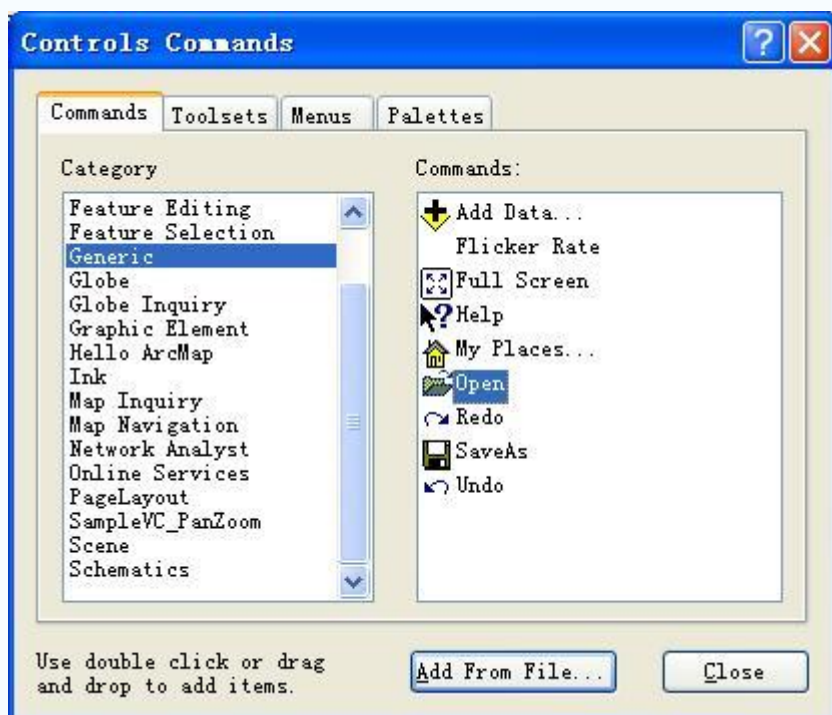 Controls Commands
Commands Toolsets Menus Palettes
Category
Feature Editing
Feature Selection
Generic
Globe
Globe Inquiry
Graphic Element
Hello ArcMap
Ink
Map Inquiry
Map Navigation
Network Analyst
Online Services
PageLayout
SampleVC_PanZoom
Scene
Schematics
Commands:
Add Data...
Flicker Rate
Full Screen
Help
My Places...
Open
Redo
SaveAs
Undo
Use double click or drag
and drop to add items.
Add From File...
Close